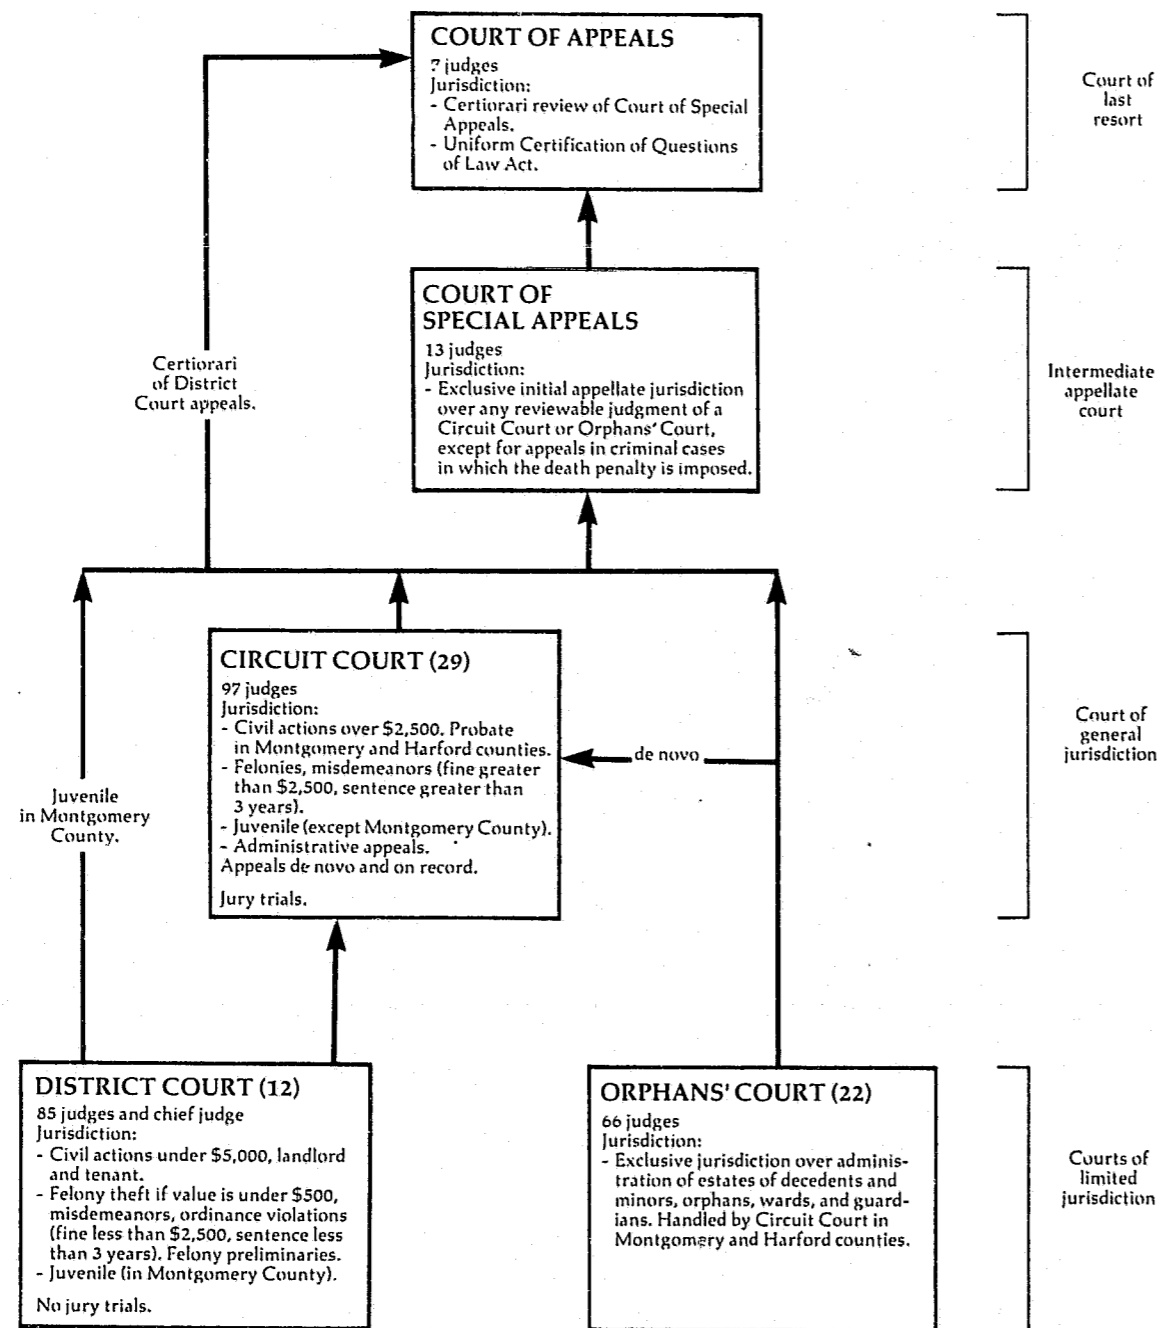 COURT OF APPEALS
7 judges
Jurisdiction:
- Certiorari review of Court of Special
Appeals.
- Uniform Certification of Questions
of Law Act.
Court of
last
resort
COURT OF
SPECIAL APPEALS
13 judges
Jurisdiction:
- Exclusive initial appellate jurisdiction
over any reviewable judgment of a
Circuit Court or Orphans' Court,
except for appeals in criminal cases
in which the death penalty is imposed.
Certiorari
of District
Court appeals.
Intermediate
appellate
court
CIRCUIT COURT (29)
97 judges
Jurisdiction:
- Civil actions over $2,500. Probate
in Montgomery and Harford counties.
- Felonies, misdemeanors (fine greater
than $2,500, sentence greater than
3 years).
- Juvenile (except Montgomery County).
- Administrative appeals.
Appeals de novo and on record.
Jury trials.
de novo
Court of
general
jurisdiction
Juvenile
in Montgomery
County.
DISTRICT COURT (12)
85 judges and chief judge
Jurisdiction:
- Civil actions under $5,000, landlord
and tenant.
- Felony theft if value is under $500,
misdemeanors, ordinance violations
(fine less than $2,500, sentence less
than 3 years). Felony preliminaries.
- Juvenile (in Montgomery County).
No jury trials.
ORPHANS' COURT (22)
66 judges
Jurisdiction:
- Exclusive jurisdiction over adminis-
tration of estates of decedents and
minors, orphans, wards, and guard-
ians. Handled by Circuit Court in
Montgomery and Harford counties.
Courts of
limited
jurisdiction